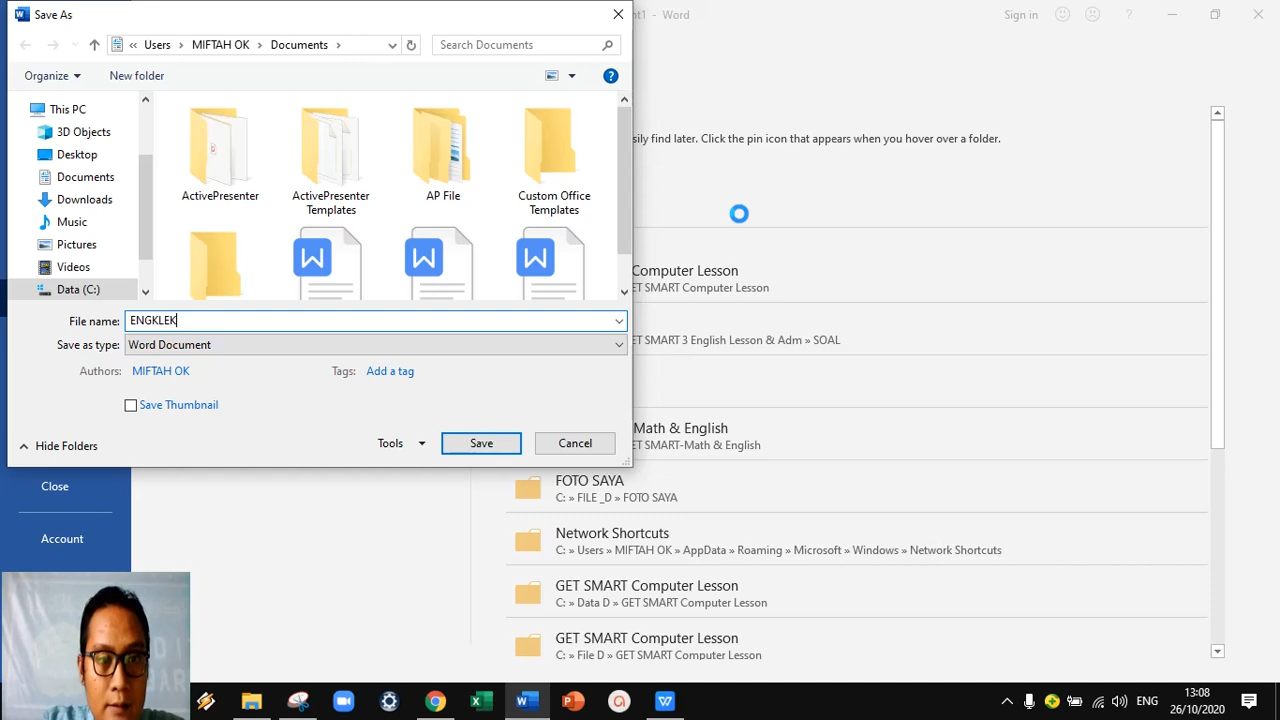 Save As
nt1 - Word
Sign in
« Users > MIFTAH OK > Documents >
Search Documents
Organize
New folder
This PC
3D Objects
Desktop
Documents
Downloads
Music
Pictures
Videos
Data (C:)
ActivePresenter
ActivePresenter
Templates
AP File
Custom Office
Templates
File name: ENGKLEK
Save as type: Word Document
Authors: MIFTAH OK
Tags: Add a tag
Save Thumbnail
Hide Folders
Tools
Save
Cancel
sily find later. Click the pin icon that appears when you hover over a folder.
Computer Lesson
ET SMART Computer Lesson
ET SMART 3 English Lesson & Adm » SOAL
Math & English
ET SMART-Math & English
FOTO SAYA
C: » FILE _D » FOTO SAYA
Network Shortcuts
C: » Users » MIFTAH OK » AppData » Roaming » Microsoft » Windows » Network Shortcuts
GET SMART Computer Lesson
C: » Data D » GET SMART Computer Lesson
GET SMART Computer Lesson
C: » File D » GET SMART Computer Lesson
Close
Account
ENG
13:08
26/10/2020